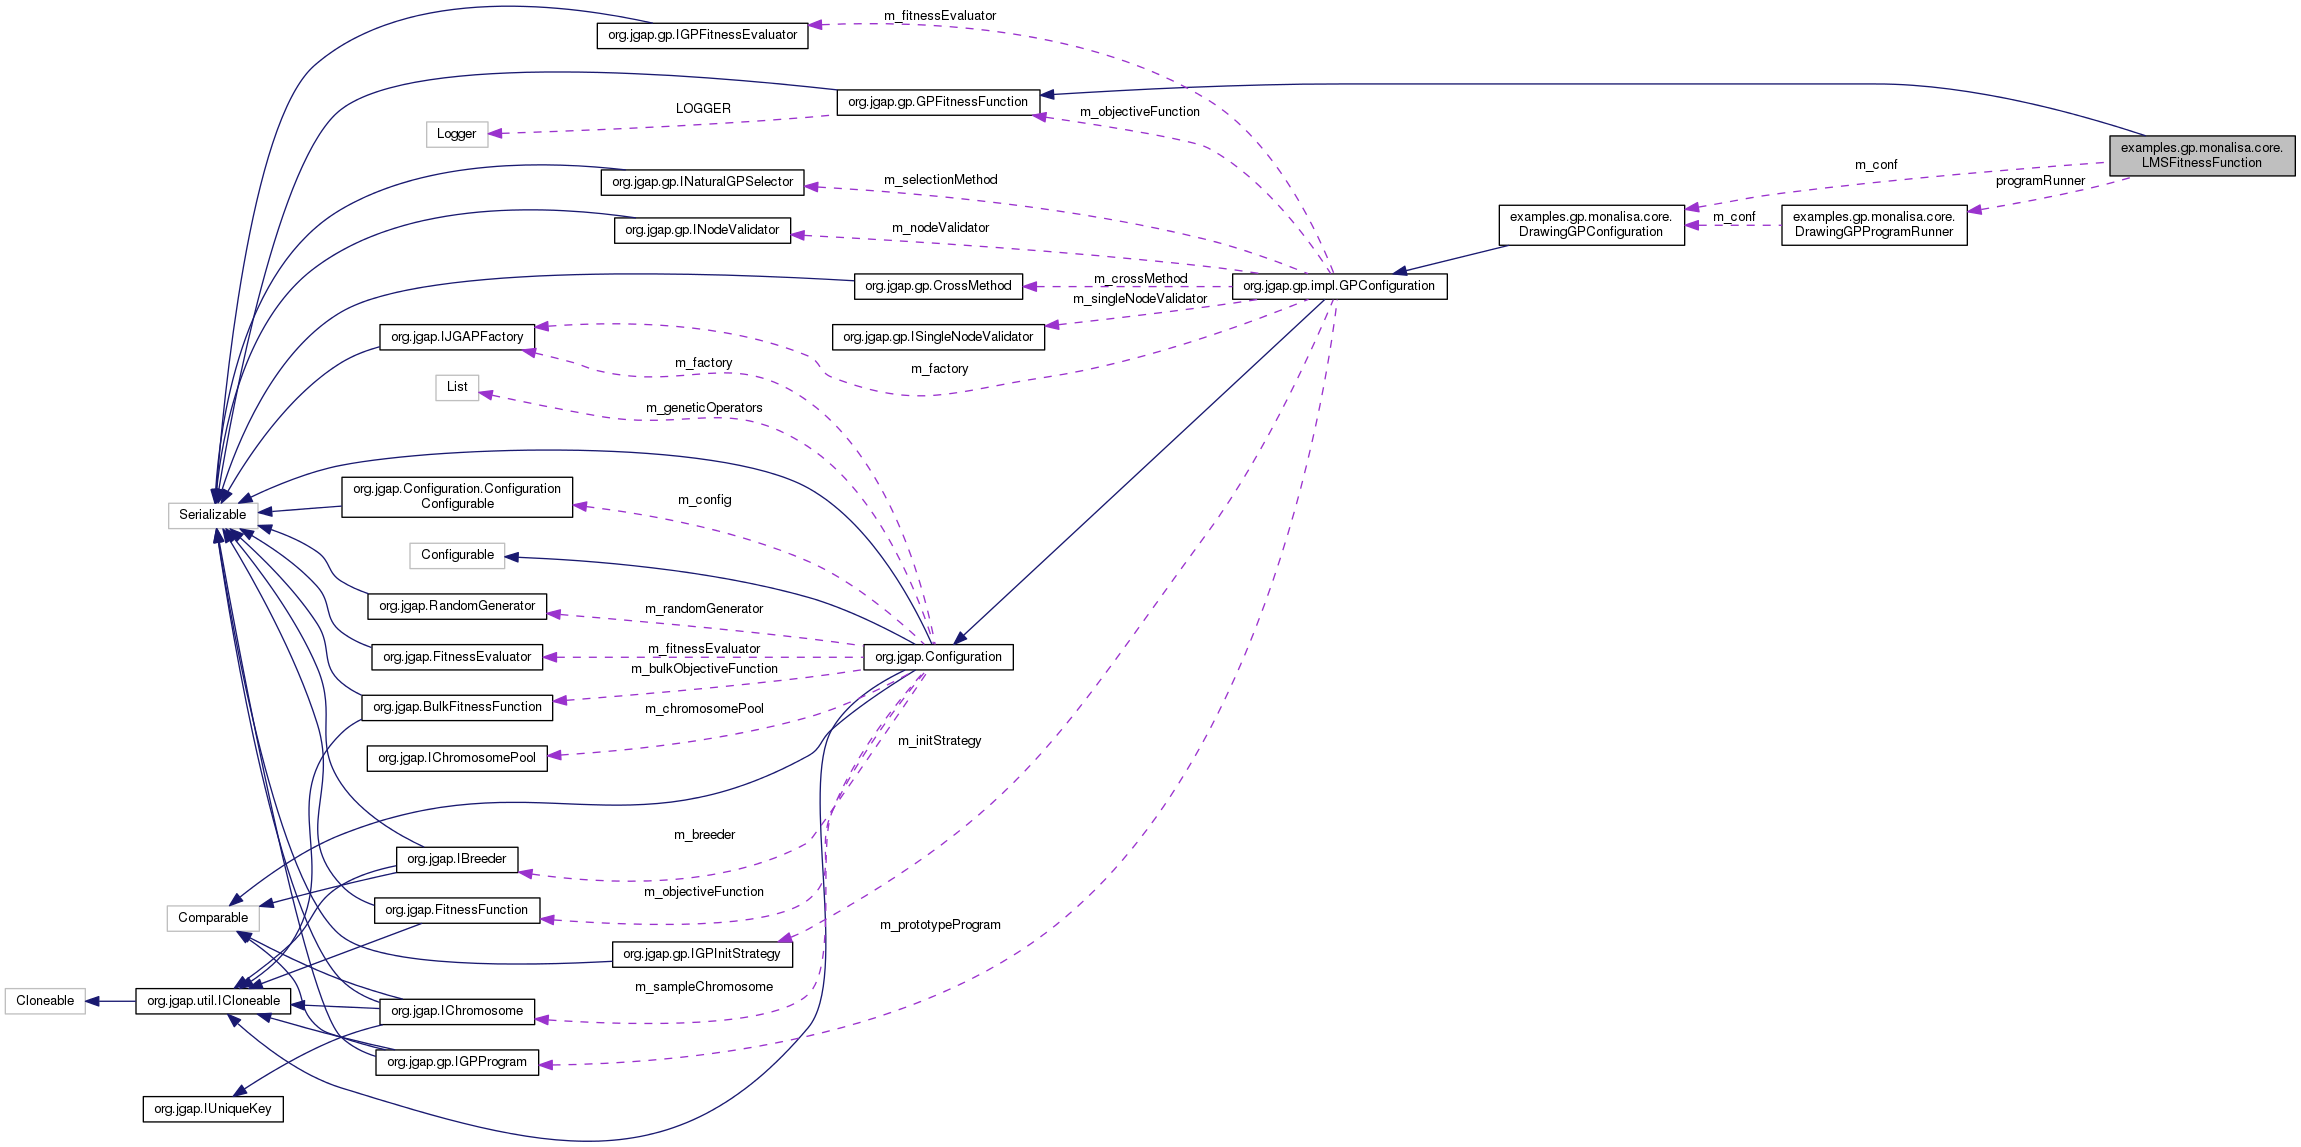 m_fitnessEvaluator
org.jgap.gp.IGPFitnessEvaluator
org.jgap.gp.GPFitnessFunction
LOGGER
m_objectiveFunction
Logger
examples.gp.monalisa.core.
LMSFitnessFunction
m_conf
programRunner
org.jgap.gp.INaturalGPSelector
m_selectionMethod
examples.gp.monalisa.core.
DrawingGPConfiguration
m_conf
examples.gp.monalisa.core.
DrawingGPProgramRunner
org.jgap.gp.INodeValidator
m_nodeValidator
org.jgap.gp.CrossMethod
m_crossMethod
org.jgap.gp.impl.GPConfiguration
m_singleNodeValidator
org.jgap.IJGAPFactory
org.jgap.gp.ISingleNodeValidator
m_factory
m_factory
List
m_geneticOperators
org.jgap.Configuration.Configuration
Configurable
m_config
Serializable
Configurable
org.jgap.RandomGenerator
m_randomGenerator
org.jgap.FitnessEvaluator
m_fitnessEvaluator
org.jgap.Configuration
m_bulkObjectiveFunction
org.jgap.BulkFitnessFunction
m_chromosomePool
org.jgap.IChromosomePool
m_initStrategy
m_breeder
org.jgap.IBreeder
m_objectiveFunction
org.jgap.FitnessFunction
Comparable
m_prototypeProgram
org.jgap.gp.IGPInitStrategy
m_sampleChromosome
Cloneable
org.jgap.util.ICloneable
org.jgap.IChromosome
org.jgap.gp.IGPProgram
org.jgap.IUniqueKey